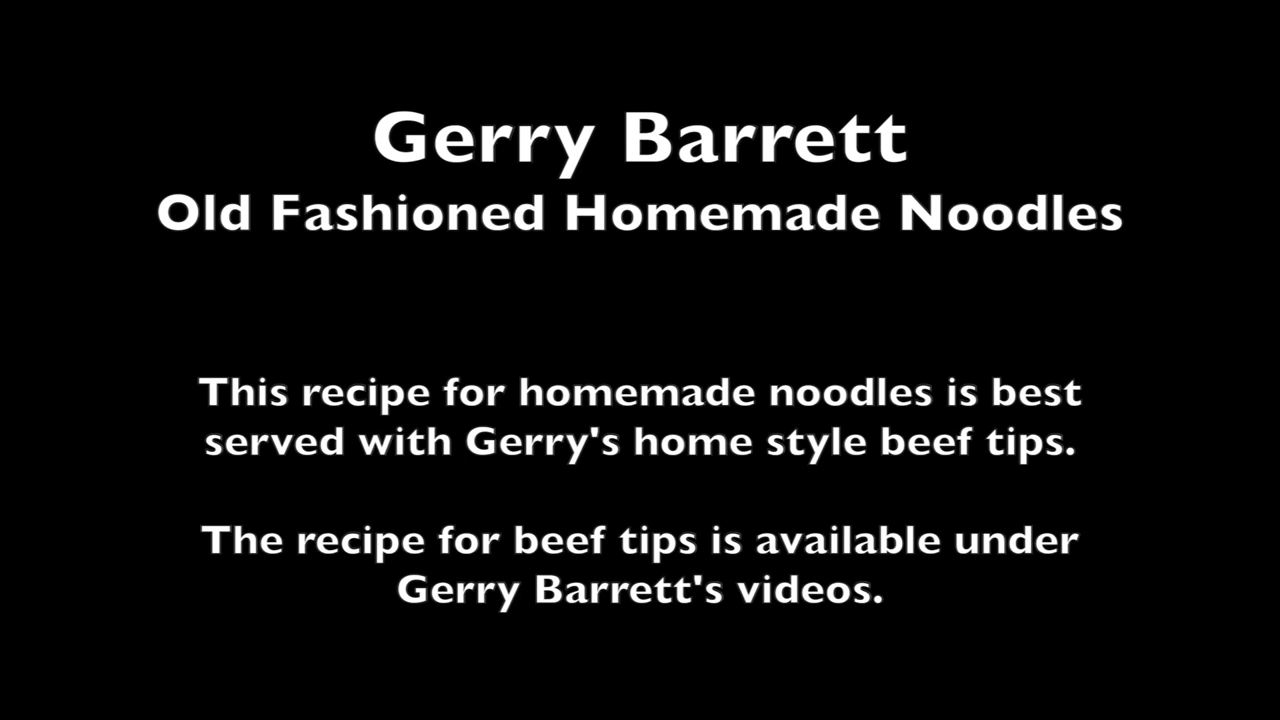 Gerry Barrett
Old Fashioned Homemade Noodles
This recipe for homemade noodles is best
served with Gerry's home style beef tips.
The recipe for beef tips is available under
Gerry Barrett's videos.